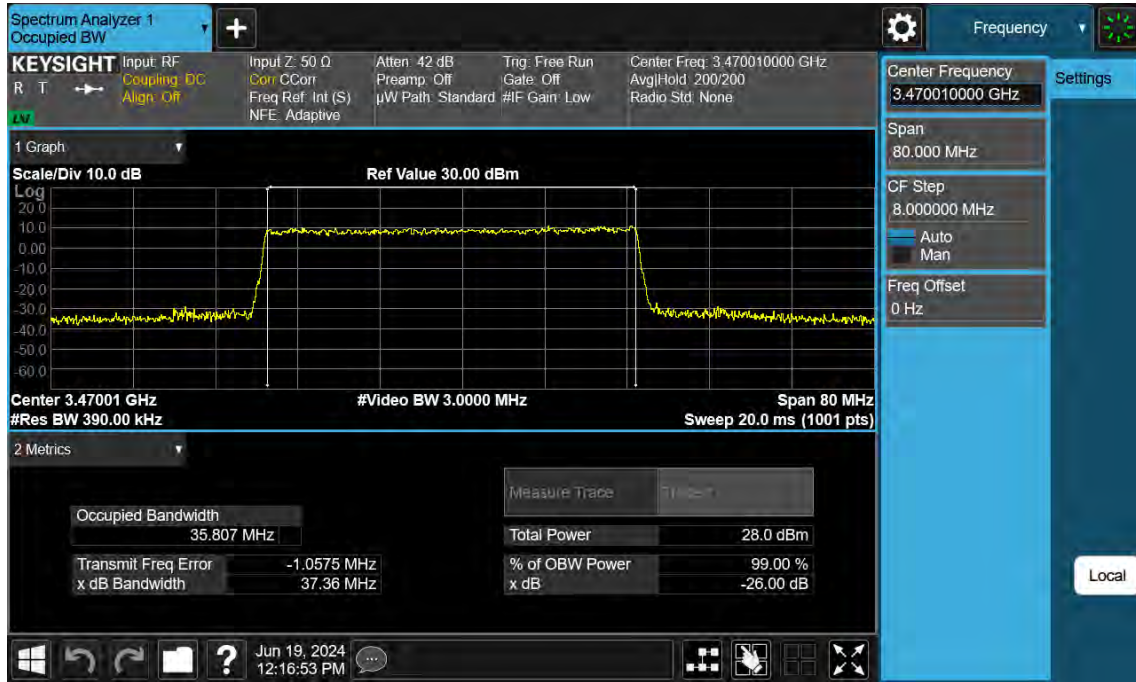 Spectrum Analyzer 1
Occupied BW
Frequency
KEYSIGHT
R T
LXI
Input: RF
Coupling: DC
Align: Off
Input Z: 50 Ω
Corr CCorr
Freq Ref: Int (S)
NFE: Adaptive
Atten: 42 dB
Preamp: Off
µW Path: Standard
Trig: Free Run
Gate: Off
#IF Gain: Low
Center Freq: 3.470010000 GHz
Avg|Hold: 200/200
Radio Std: None
Center Frequency
3.470010000 GHz
Settings
Span
80.000 MHz
CF Step
8.000000 MHz
Auto
Man
Freq Offset
0 Hz
Local
1 Graph
Scale/Div 10.0 dB
Ref Value 30.00 dBm
Log
20.0
10.0
0.00
-10.0
-20.0
-30.0
-40.0
-50.0
-60.0
Center 3.47001 GHz
#Video BW 3.0000 MHz
Span 80 MHz
#Res BW 390.00 kHz
Sweep 20.0 ms (1001 pts)
2 Metrics
Measure Trace
Occupied Bandwidth
35.807 MHz
Total Power 28.0 dBm
Transmit Freq Error -1.0575 MHz
% of OBW Power 99.00 %
x dB Bandwidth 37.36 MHz
x dB -26.00 dB
?
Jun 19, 2024
12:16:53 PM